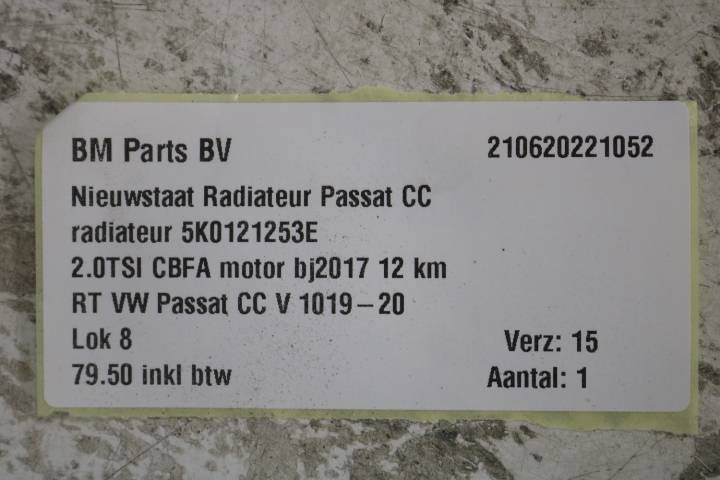 BM Parts BV 210620221052
Nieuwstaat Radiateur Passat CC
radiateur 5K0121253E
2.0TSI CBFA motor bj2017 12 km
RT VW Passat CC V 1019-20
Lok 8 Verz: 15
79.50 inkl btw Aantal: 1